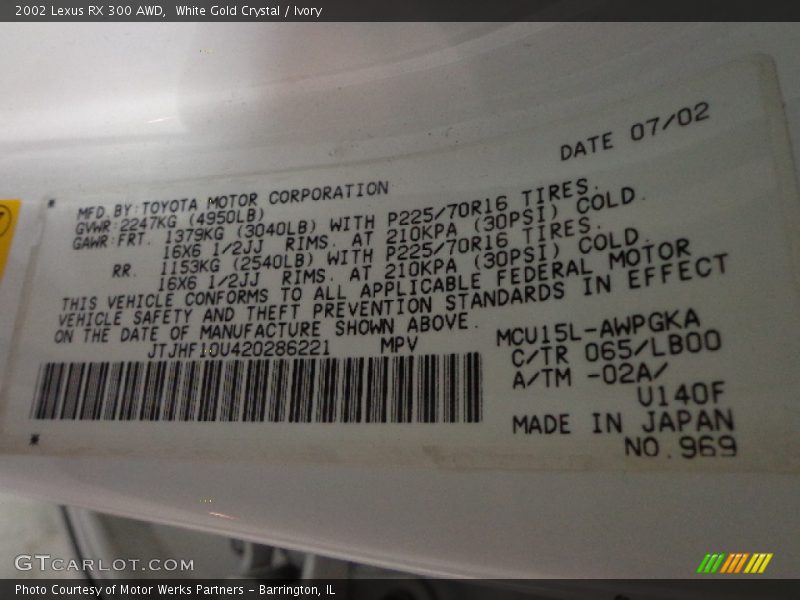 2002 Lexus RX 300 AWD,  White Gold Crystal / Ivory
DATE 07/02
MFD.BY:TOYOTA MOTOR CORPORATION
GVWR:2247KG (4950LB)
GAWR:FRT. 1379KG (3040LB) WITH P225/70R16 TIRES.
16X6 1/2JJ RIMS. AT 210KPA (30PSI) COLD.
RR. 1153KG (2540LB) WITH P225/70R16 TIRES.
16X6 1/2JJ RIMS. AT 210KPA (30PSI) COLD.
THIS VEHICLE CONFORMS TO ALL APPLICABLE FEDERAL MOTOR
VEHICLE SAFETY AND THEFT PREVENTION STANDARDS IN EFFECT
ON THE DATE OF MANUFACTURE SHOWN ABOVE.
JTJHF10U420286221 MPV
MCU15L-AWPGKA
C/TR 065/LB00
A/TM -02A/
U140F
MADE IN JAPAN
NO.969
GTCARLOT.COM
Photo Courtesy of Motor Werks Partners - Barrington, IL